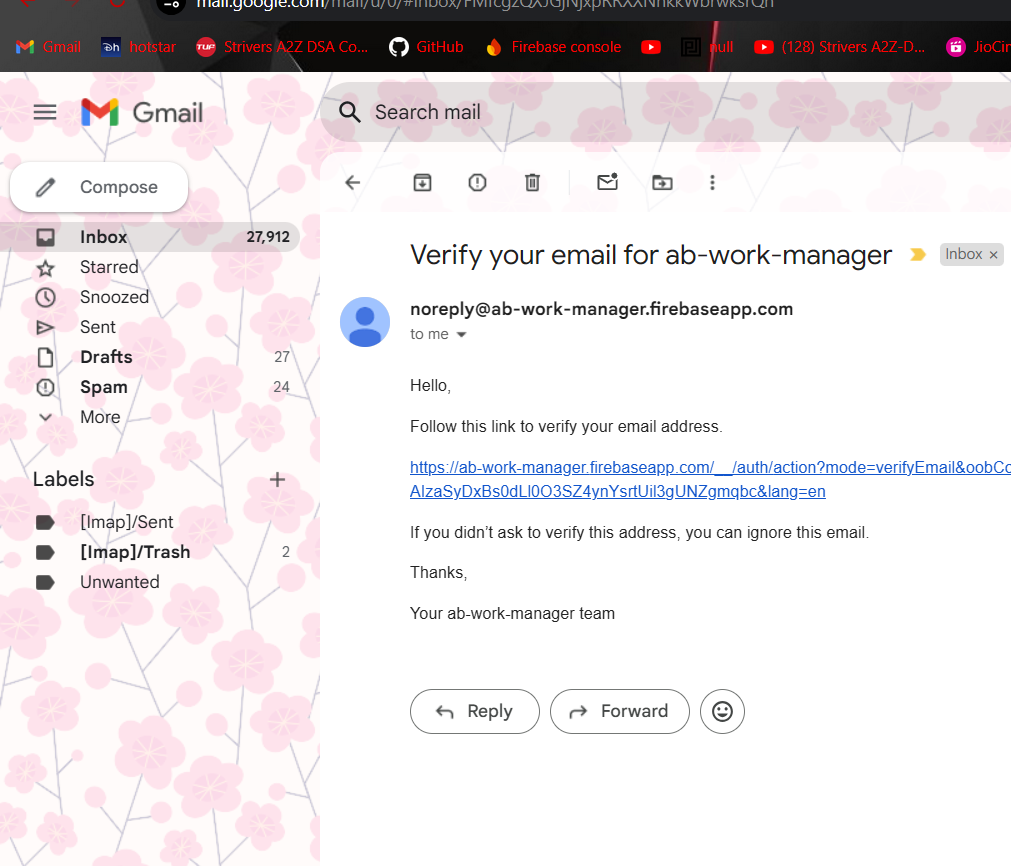 mail.google.com/mail/u/0/#inbox/
Gmail
hotstar
Strivers A2Z DSA Co...
GitHub
Firebase console
null
(128) Strivers A2Z-D...
JioCin
Gmail
Search mail
Compose
Inbox 27,912
Starred
Snoozed
Sent
Drafts 27
Spam 24
More
Labels
[Imap]/Sent
[Imap]/Trash 2
Unwanted
Verify your email for ab-work-manager
Inbox ×
noreply@ab-work-manager.firebaseapp.com
to me
Hello,
Follow this link to verify your email address.
https://ab-work-manager.firebaseapp.com/__/auth/action?mode=verifyEmail&oobCo
AIzaSyDxBs0dLl0O3SZ4ynYsrtUil3gUNZgmqbc&lang=en
If you didn’t ask to verify this address, you can ignore this email.
Thanks,
Your ab-work-manager team
Reply
Forward